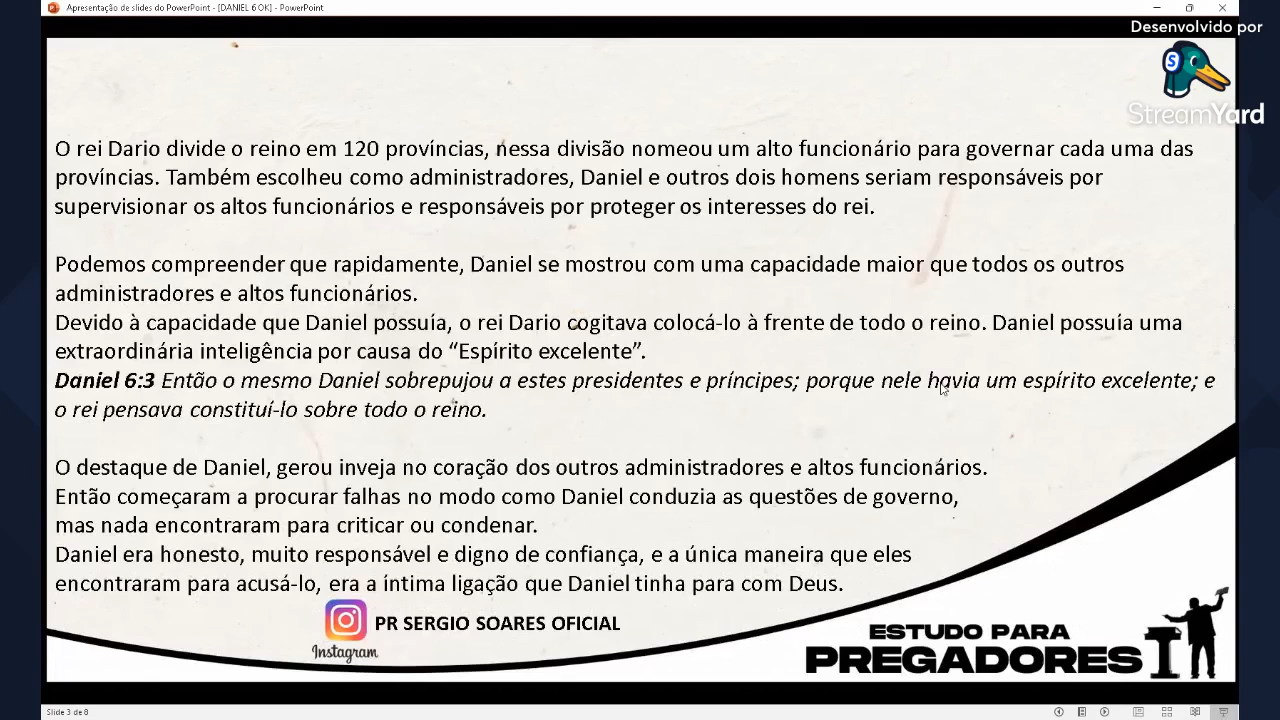 Apresentação de slides do PowerPoint - [DANIEL 6 OK] - PowerPoint
Desenvolvido por
S
StreamYard
O rei Dario divide o reino em 120 províncias, nessa divisão nomeou um alto funcionário para governar cada uma das
províncias. Também escolheu como administradores, Daniel e outros dois homens seriam responsáveis por
supervisionar os altos funcionários e responsáveis por proteger os interesses do rei.
Podemos compreender que rapidamente, Daniel se mostrou com uma capacidade maior que todos os outros
administradores e altos funcionários.
Devido à capacidade que Daniel possuía, o rei Dario cogitava colocá-lo à frente de todo o reino. Daniel possuía uma
extraordinária inteligência por causa do “Espírito excelente”.
Daniel 6:3 Então o mesmo Daniel sobrepujou a estes presidentes e príncipes; porque nele havia um espírito excelente; e
o rei pensava constituí-lo sobre todo o reino.
O destaque de Daniel, gerou inveja no coração dos outros administradores e altos funcionários.
Então começaram a procurar falhas no modo como Daniel conduzia as questões de governo,
mas nada encontraram para criticar ou condenar.
Daniel era honesto, muito responsável e digno de confiança, e a única maneira que eles
encontraram para acusá-lo, era a íntima ligação que Daniel tinha para com Deus.
PR SERGIO SOARES OFICIAL
Instagram
ESTUDO PARA
PREGADORES
Slide 3 de 8